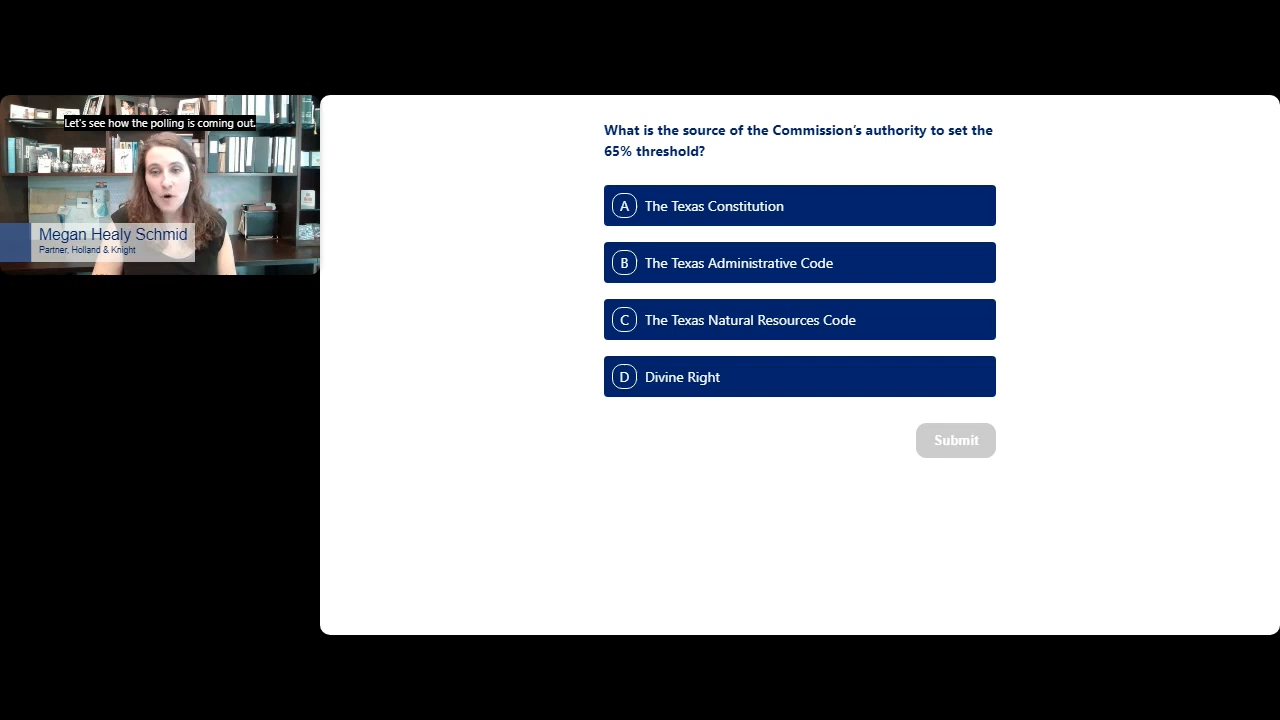 Let's see how the polling is coming out.
Megan Healy Schmid
Partner, Holland & Knight
What is the source of the Commission's authority to set the
65% threshold?
A The Texas Constitution
B The Texas Administrative Code
C The Texas Natural Resources Code
D Divine Right
Submit